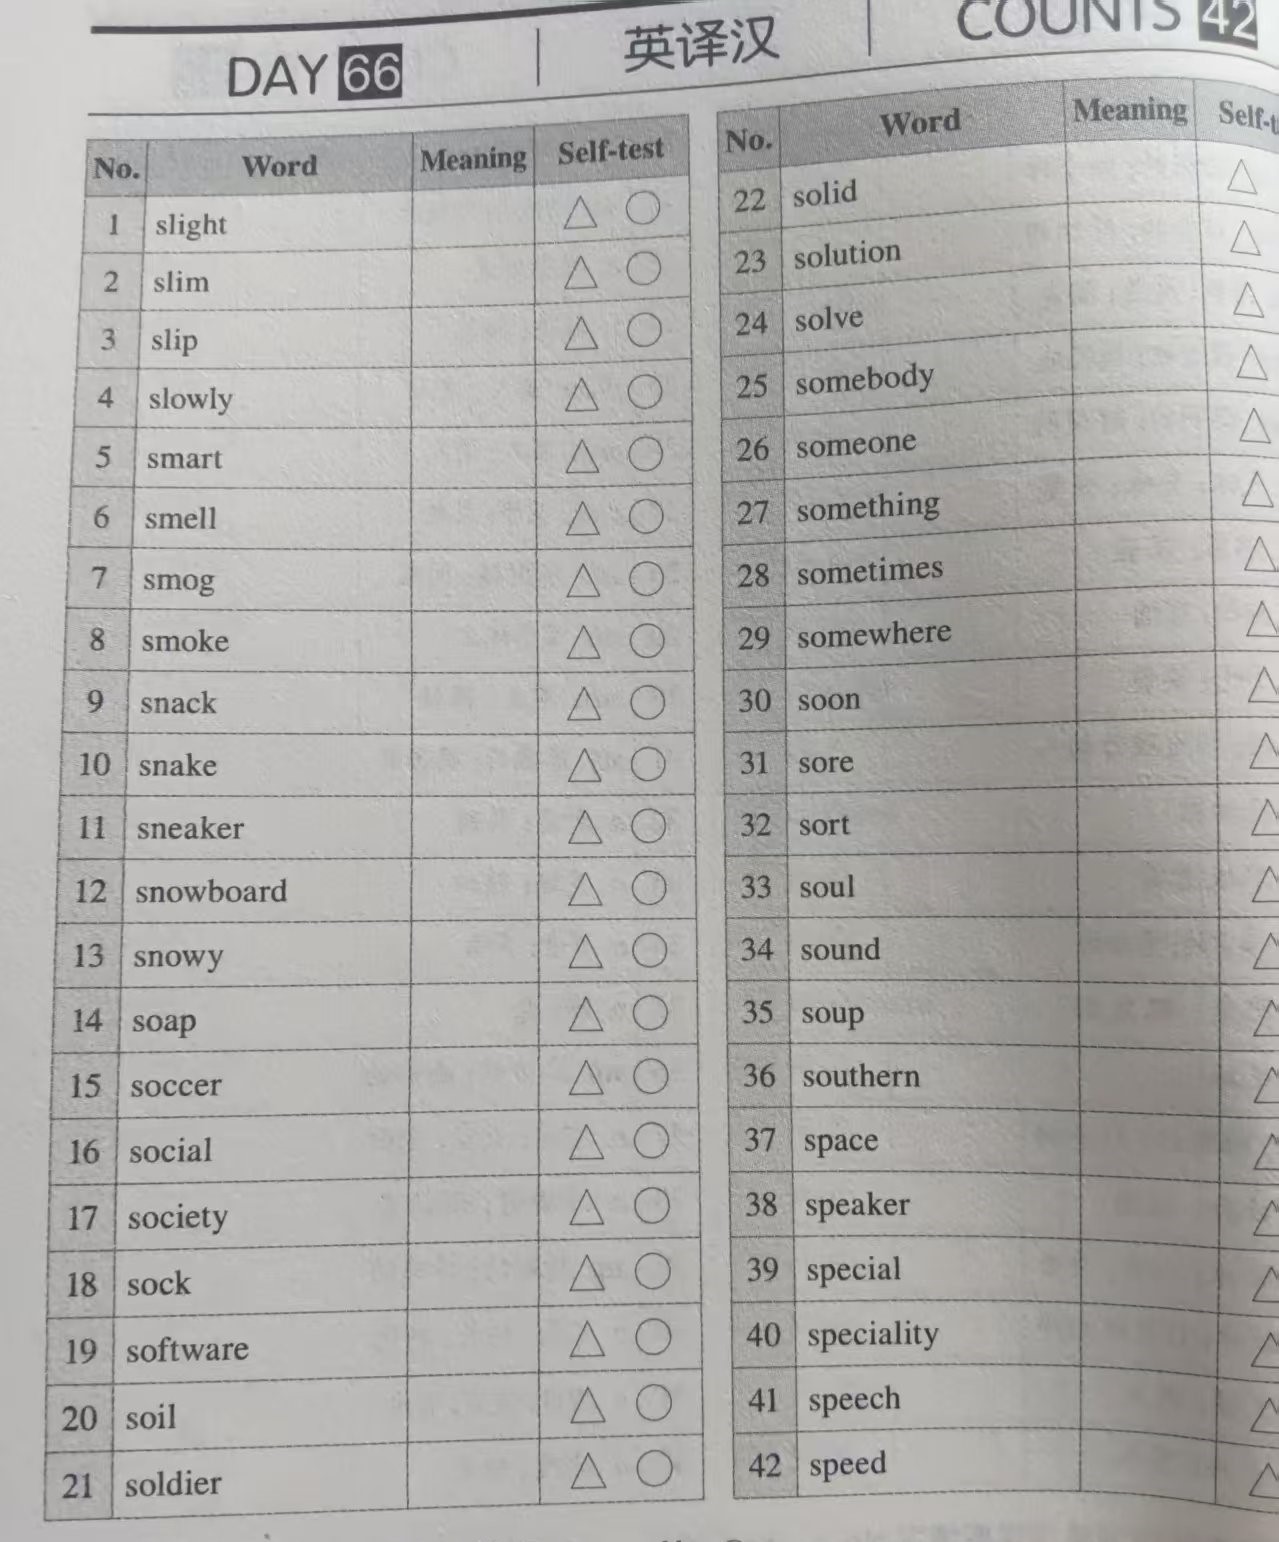 DAY 66 英译汉 COUNTS 42
No. Word Meaning Self-test
1 slight
2 slim
3 slip
4 slowly
5 smart
6 smell
7 smog
8 smoke
9 snack
10 snake
11 sneaker
12 snowboard
13 snowy
14 soap
15 soccer
16 social
17 society
18 sock
19 software
20 soil
21 soldier
No. Word Meaning
22 solid
23 solution
24 solve
25 somebody
26 someone
27 something
28 sometimes
29 somewhere
30 soon
31 sore
32 sort
33 soul
34 sound
35 soup
36 southern
37 space
38 speaker
39 special
40 speciality
41 speech
42 speed